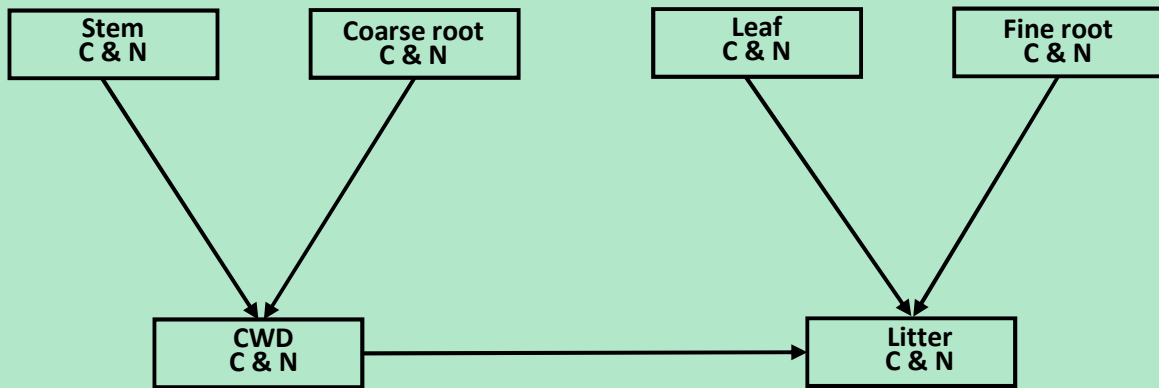 Stem
C & N
Coarse root
C & N
Leaf
C & N
Fine root
C & N
CWD
C & N
Litter
C & N